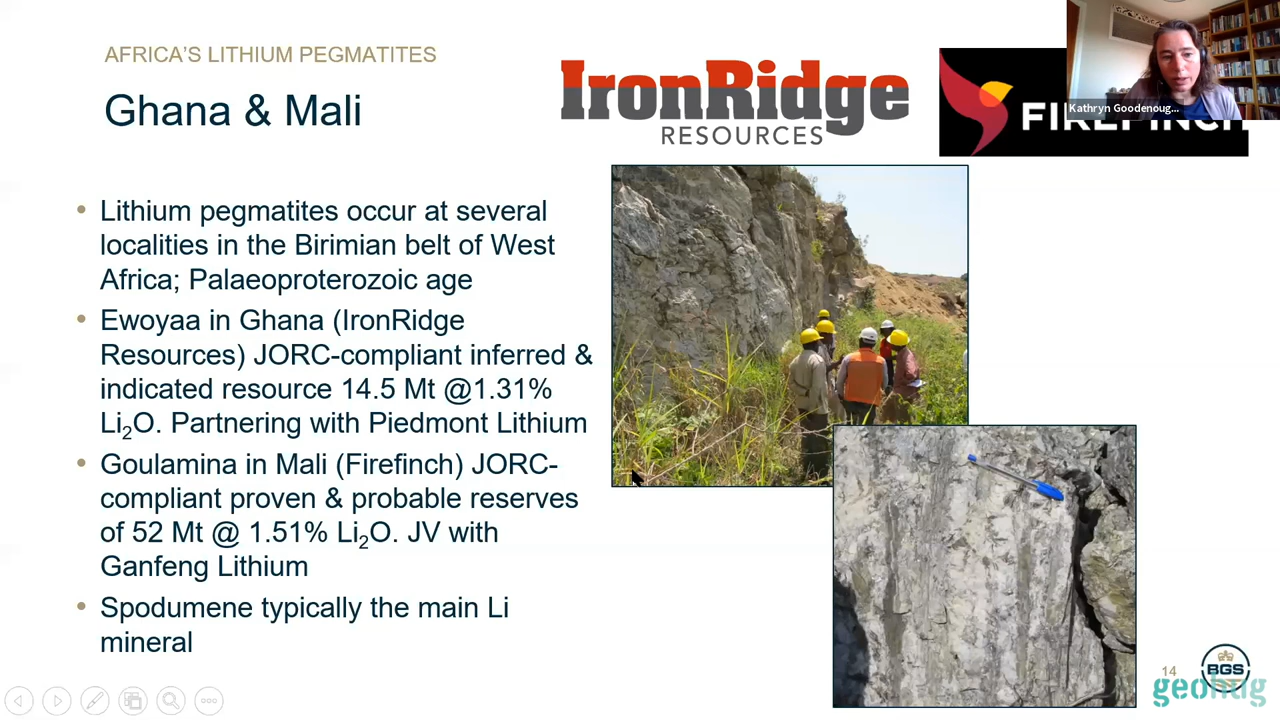 AFRICA'S LITHIUM PEGMATITES
Ghana & Mali
IronRidge
RESOURCES
FIREFINCH
Kathryn Goodenoug...
• Lithium pegmatites occur at several
localities in the Birimian belt of West
Africa; Palaeoproterozoic age
• Ewoyaa in Ghana (IronRidge
Resources) JORC-compliant inferred &
indicated resource 14.5 Mt @1.31%
Li₂O. Partnering with Piedmont Lithium
• Goulamina in Mali (Firefinch) JORC-
compliant proven & probable reserves
of 52 Mt @ 1.51% Li₂O. JV with
Ganfeng Lithium
• Spodumene typically the main Li
mineral
14
BGS
geohug